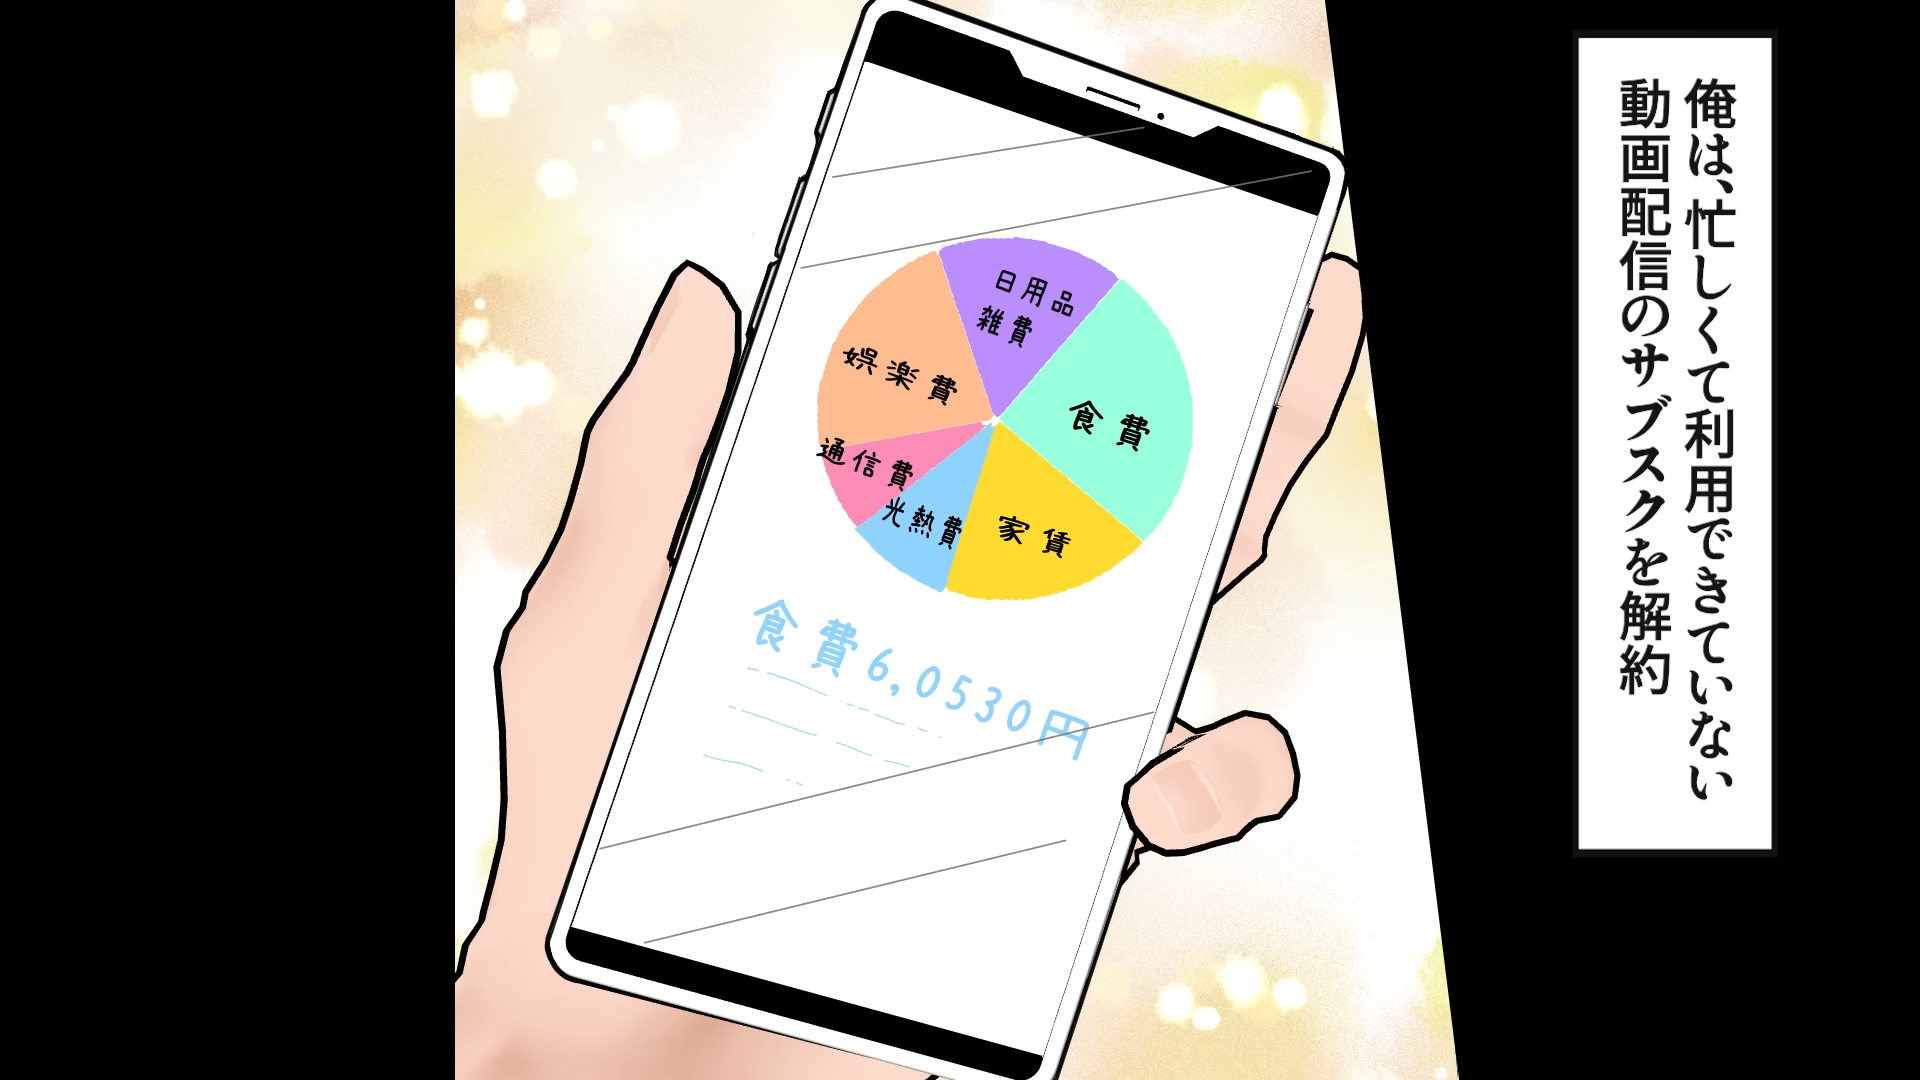 俺は、忙しくて利用できていない
動画配信のサブスクを解約
日用品
雑費
食費
娯楽費
通信費
光熱費
家賃
食費6,0530円